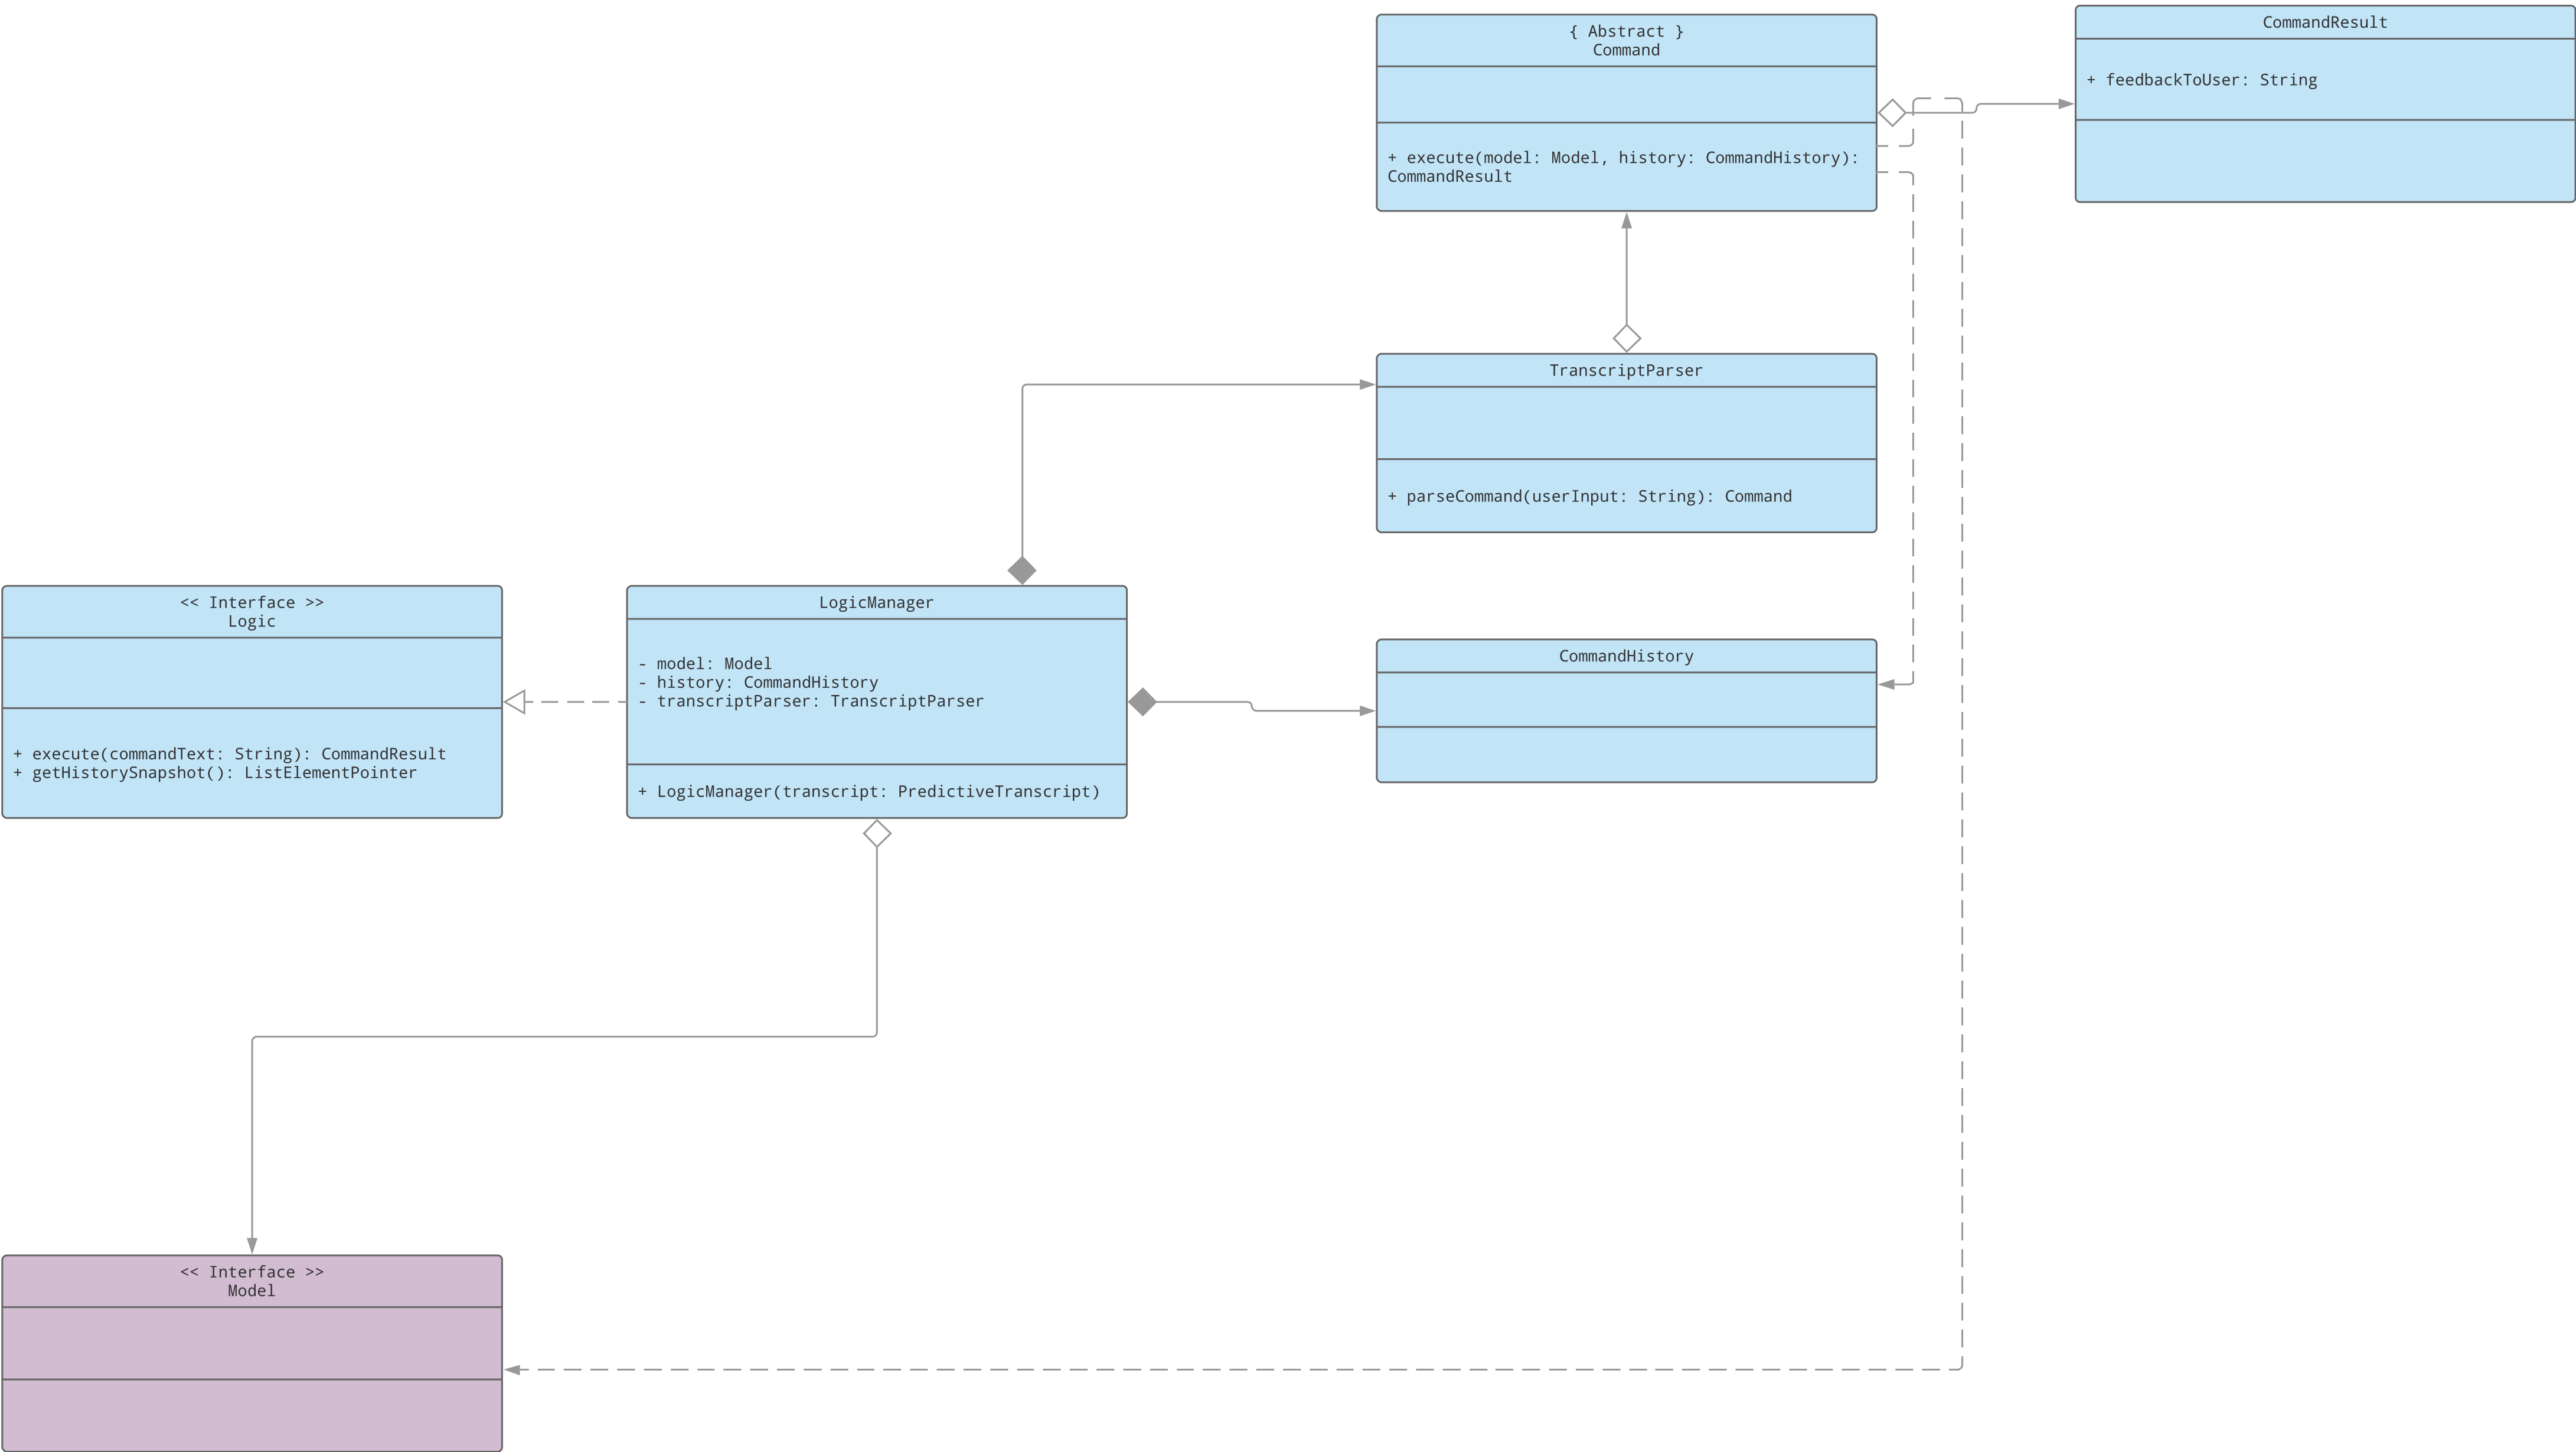 { Abstract }
Command
+ execute(model: Model, history: CommandHistory):
CommandResult
CommandResult
+ feedbackToUser: String
TranscriptParser
+ parseCommand(userInput: String): Command
<< Interface >>
Logic
+ execute(commandText: String): CommandResult
+ getHistorySnapshot(): ListElementPointer
LogicManager
- model: Model
- history: CommandHistory
- transcriptParser: TranscriptParser
+ LogicManager(transcript: PredictiveTranscript)
CommandHistory
<< Interface >>
Model